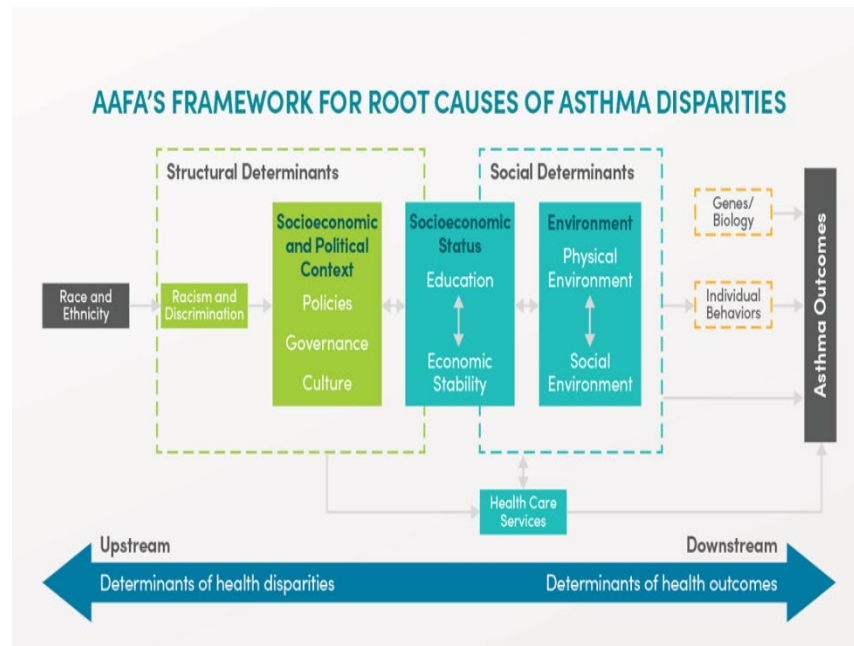 AAFA'S FRAMEWORK FOR ROOT CAUSES OF ASTHMA DISPARITIES
Structural Determinants
Social Determinants
Race and
Ethnicity
Racism and
Discrimination
Socioeconomic
and Political
Context
Policies
Governance
Culture
Socioeconomic
Status
Education
Economic
Stability
Environment
Physical
Environment
Social
Environment
Genes/
Biology
Individual
Behaviors
Asthma Outcomes
Health Care
Services
Upstream
Downstream
Determinants of health disparities
Determinants of health outcomes